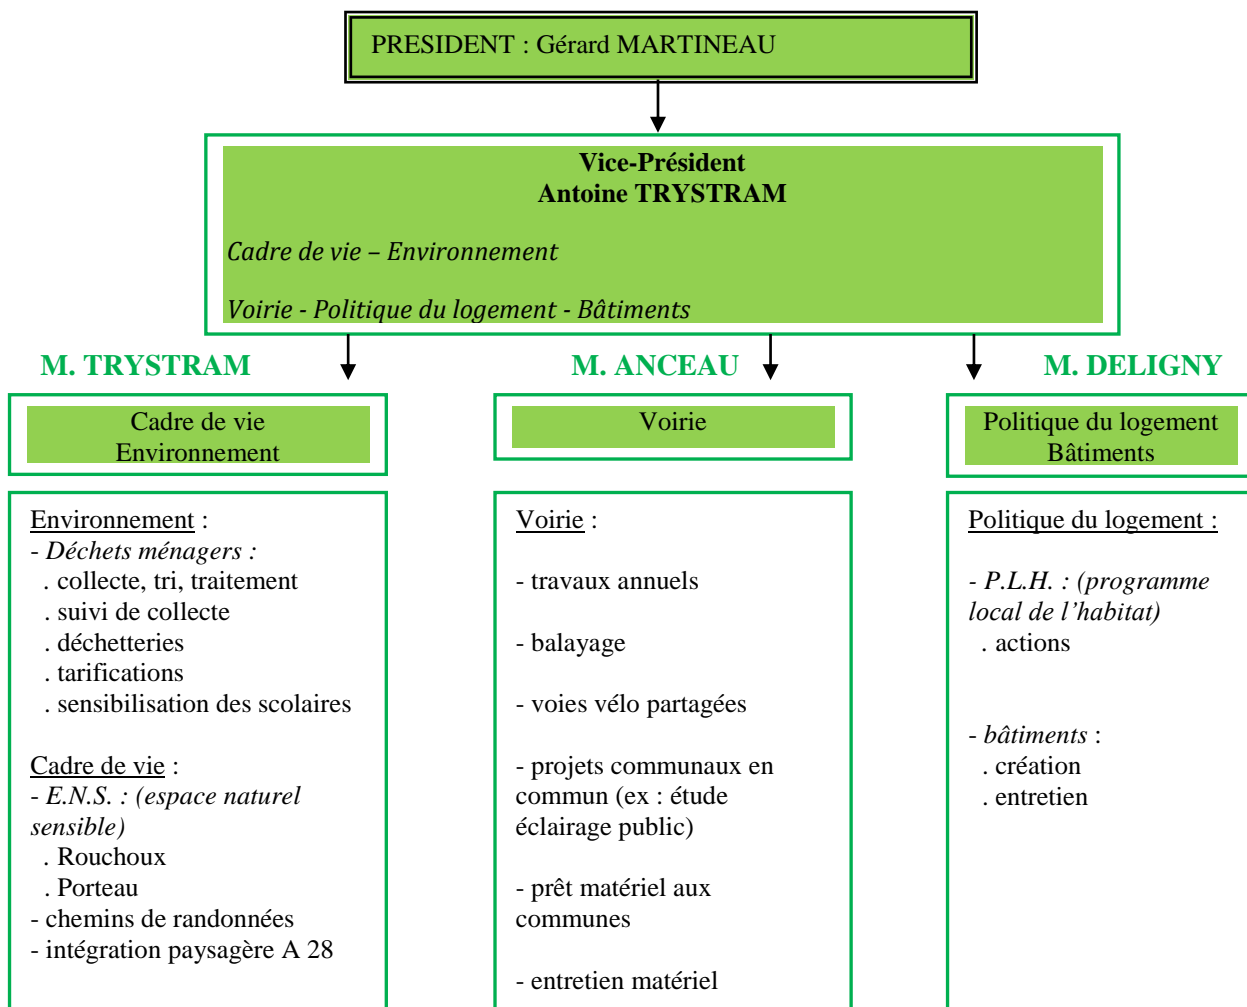 PRESIDENT : Gérard MARTINEAU
Vice-Président
Antoine TRYSTRAM
Cadre de vie – Environnement
Voirie - Politique du logement - Bâtiments
M. TRYSTRAM
Cadre de vie
Environnement
Environnement :
- Déchets ménagers :
. collecte, tri, traitement
. suivi de collecte
. déchetteries
. tarifications
. sensibilisation des scolaires
Cadre de vie :
- E.N.S. : (espace naturel
sensible)
. Rouchoux
. Porteau
- chemins de randonnées
- intégration paysagère A 28
M. ANCEAU
Voirie
Voirie :
- travaux annuels
- balayage
- voies vélo partagées
- projets communaux en
commun (ex : étude
éclairage public)
- prêt matériel aux
communes
- entretien matériel
M. DELIGNY
Politique du logement
Bâtiments
Politique du logement :
- P.L.H. : (programme
local de l’habitat)
. actions
- bâtiments :
. création
. entretien